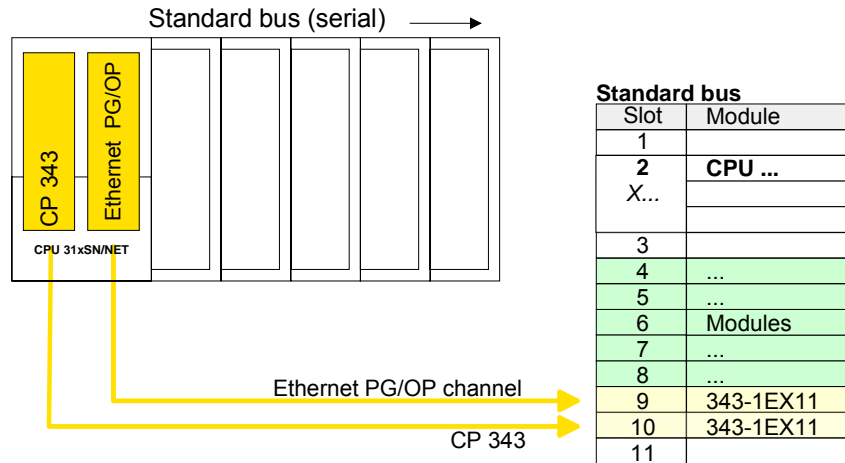 Standard bus (serial)
CP 343
Ethernet PG/OP
CPU 31xSN/NET
Ethernet PG/OP channel
CP 343
Standard bus
Slot Module
1
2 CPU ...
X...
3
4 ...
5 ...
6 Modules
7 ...
8 ...
9 343-1EX11
10 343-1EX11
11